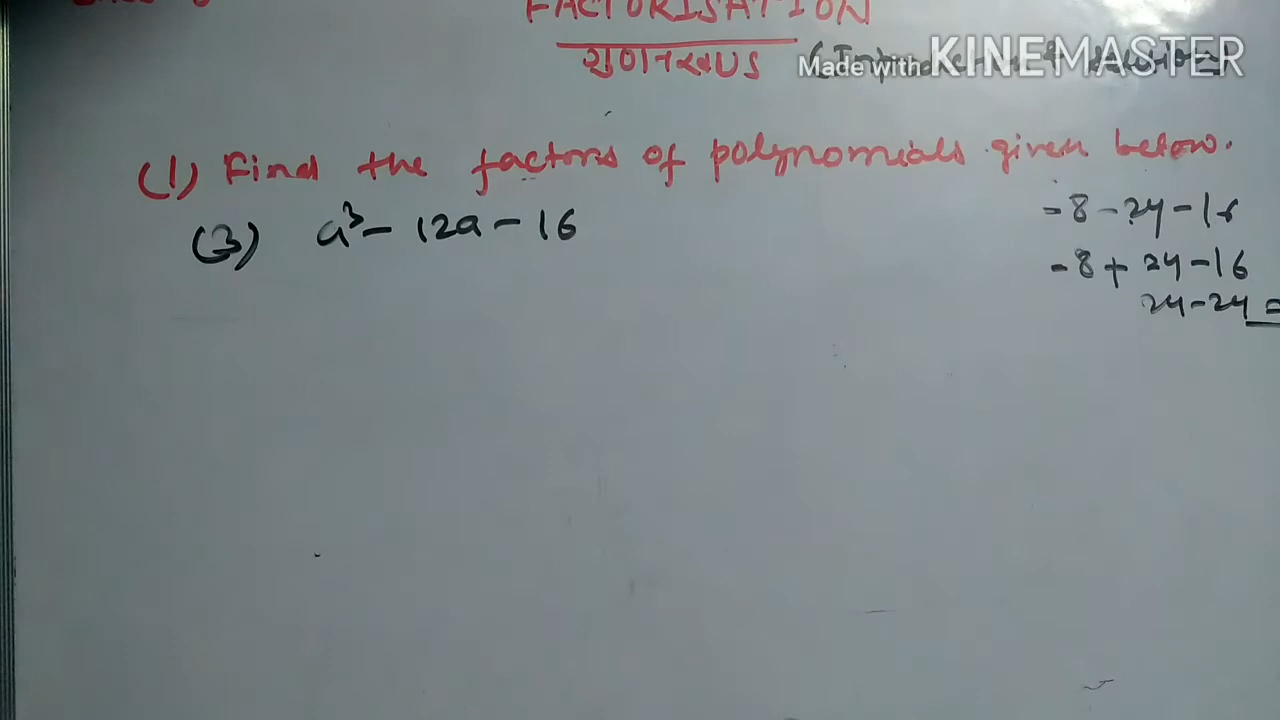 FACTORISATION
ગુણાનયવ
Made with KINEMASTER
(1) Find the factors of polynomials given below.
(3) a³ - 12a - 16
-8 - 24 - 16
-8 + 24 - 16
24 - 24 =